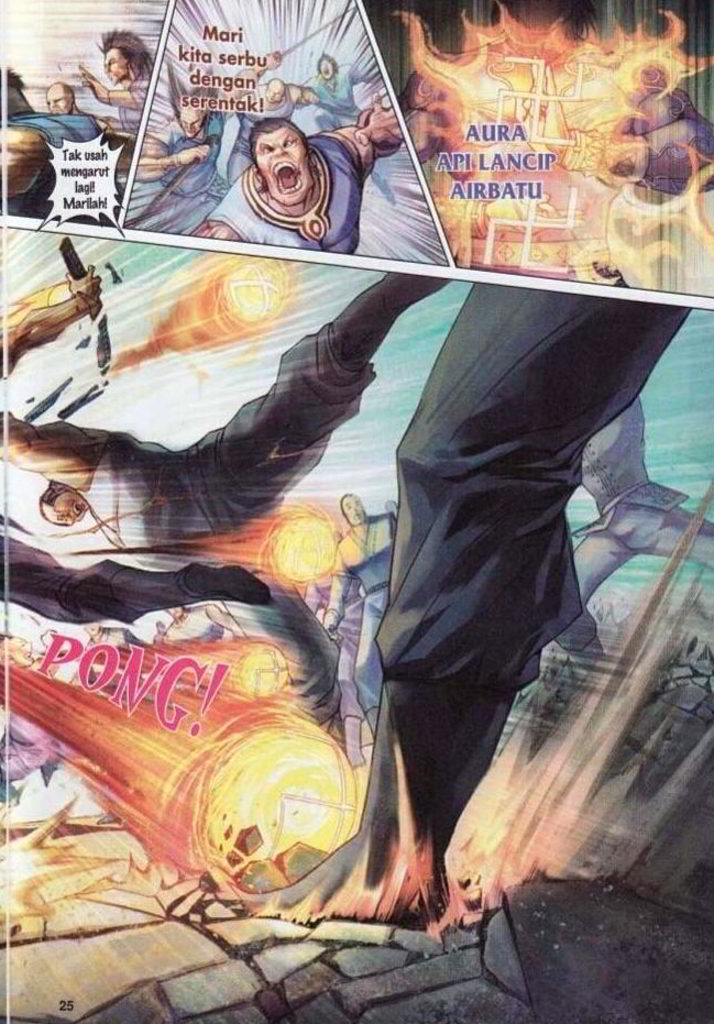 Mari
kita serbu
dengan
serentak!
Tak usah
mengarut
lagi!
Marilah!
AURA
API LANCIP
AIRBATU
PONG!
25